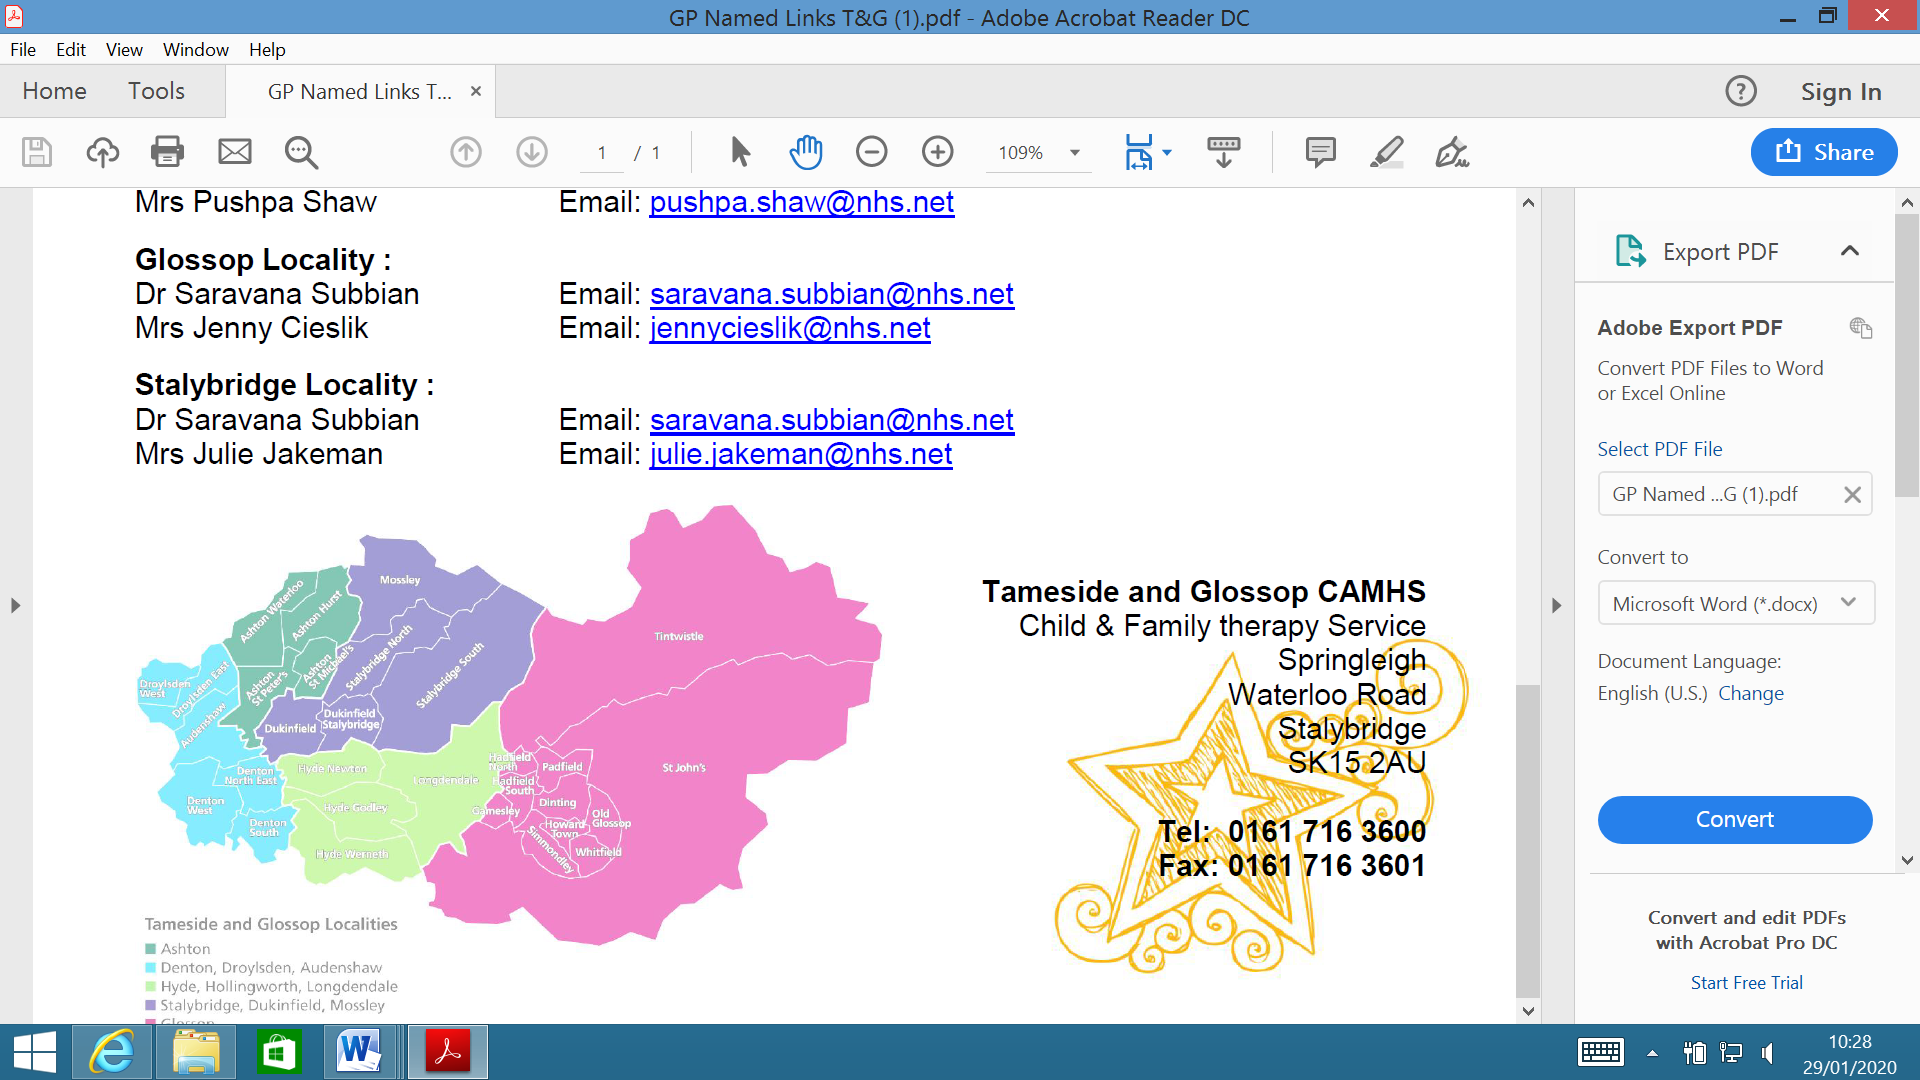 GP Named Links T&G (1).pdf - Adobe Acrobat Reader DC
File Edit View Window Help
Home Tools GP Named Links T... × Sign In
1 / 1 109% Share
Mrs Pushpa Shaw Email: pushpa.shaw@nhs.net
Glossop Locality :
Dr Saravana Subbian Email: saravana.subbian@nhs.net
Mrs Jenny Cieslik Email: jennycieslik@nhs.net
Stalybridge Locality :
Dr Saravana Subbian Email: saravana.subbian@nhs.net
Mrs Julie Jakeman Email: julie.jakeman@nhs.net
Mossley
Ashton Waterloo
Ashton Hurst
Stalybridge North
Stalybridge South
Ashton St Michael's
Ashton St Peter's
Droylsden West
Droylsden East
Audenshaw
Dukinfield
Dukinfield Stalybridge
Tintwistle
St John's
Hyde Newton
Longdendale
Hadfield North
Hadfield South
Padfield
Denton North East
Denton West
Denton South
Hyde Godley
Hyde Werneth
Gamesley
Dinting
Old Glossop
Howard Town
Simmondley
Whitfield
Tameside and Glossop Localities
Ashton
Denton, Droylsden, Audenshaw
Hyde, Hollingworth, Longdendale
Stalybridge, Dukinfield, Mossley
Glossop
Tameside and Glossop CAMHS
Child & Family therapy Service
Springleigh
Waterloo Road
Stalybridge
SK15 2AU
Tel: 0161 716 3600
Fax: 0161 716 3601
Export PDF
Adobe Export PDF
Convert PDF Files to Word
or Excel Online
Select PDF File
GP Named ...G (1).pdf
Convert to
Microsoft Word (*.docx)
Document Language:
English (U.S.) Change
Convert
Convert and edit PDFs
with Acrobat Pro DC
Start Free Trial
10:28
29/01/2020